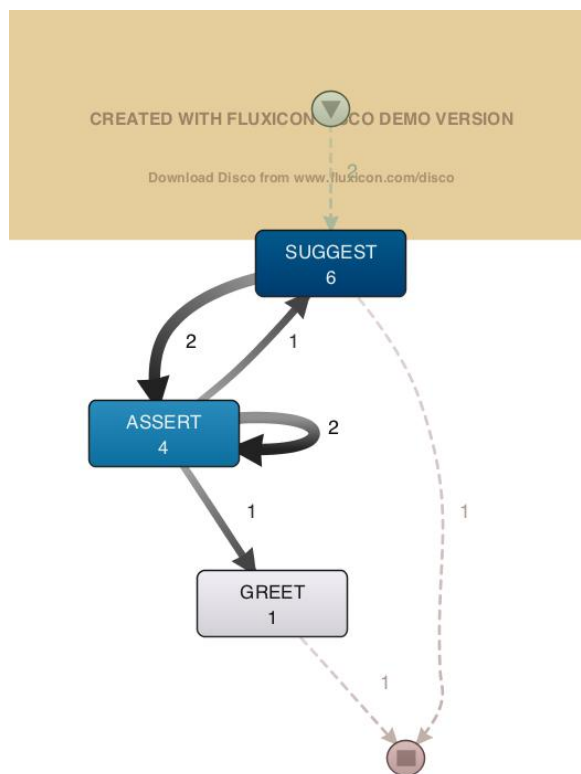 CREATED WITH FLUXICON DISCO DEMO VERSION
2
Download Disco from www.fluxicon.com/disco
SUGGEST
6
2
1
ASSERT
4
2
1
1
GREET
1
1